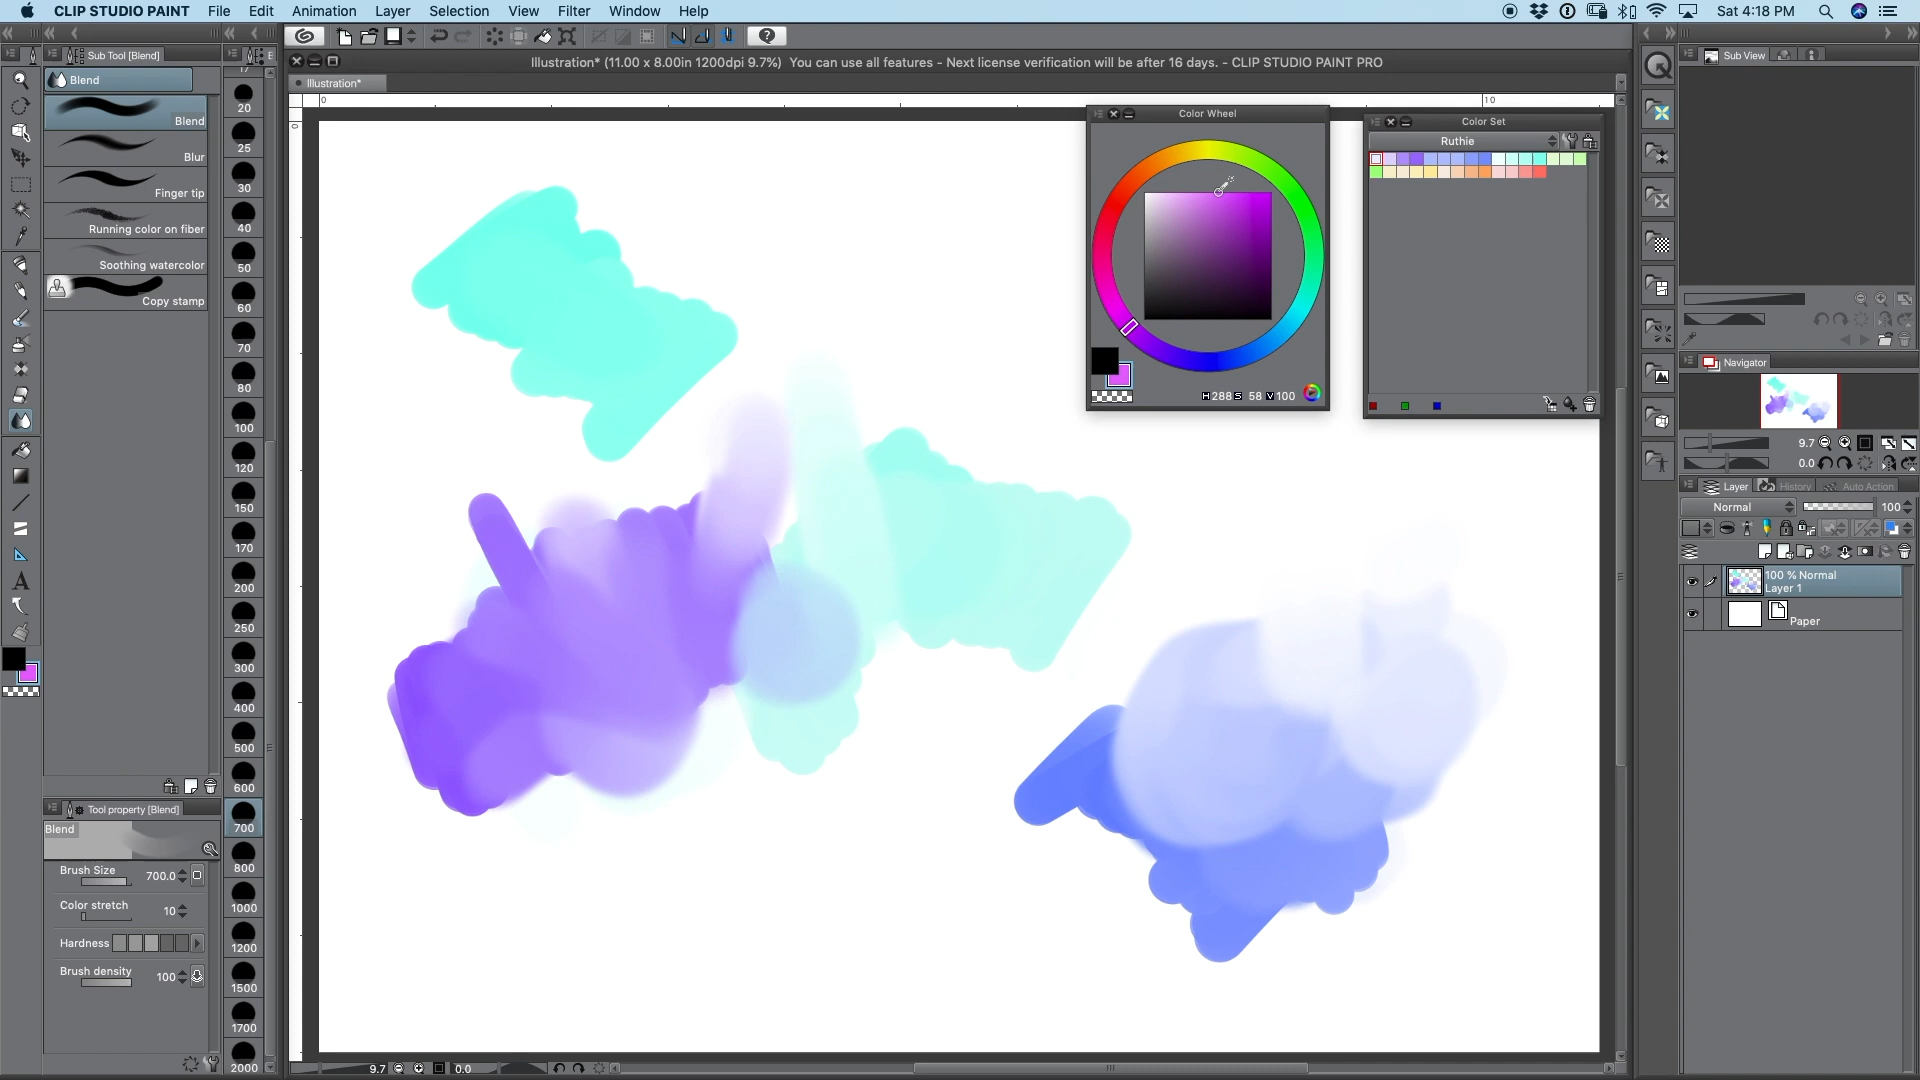 CLIP STUDIO PAINT File Edit Animation Layer Selection View Filter Window Help Sat 4:18 PM
Illustration* (11.00 x 8.00in 1200dpi 9.7%) You can use all features - Next license verification will be after 16 days. - CLIP STUDIO PAINT PRO
Illustration*
0
10
0
Sub Tool [Blend]
Blend
Blend
Blur
Finger tip
Running color on fiber
Soothing watercolor
Copy stamp
17
20
25
30
40
50
60
70
80
100
120
150
170
200
250
300
400
500
600
700
800
1000
1200
1500
1700
2000
Tool property [Blend]
Blend
Brush Size 700.0
Color stretch 10
Hardness
Brush density 100
Color Wheel
H 288 S 58 V 100
Color Set
Ruthie
Sub View
Navigator
9.7
0.0
Layer History Auto Action
Normal 100
100 % Normal
Layer 1
Paper
9.7 0.0
A